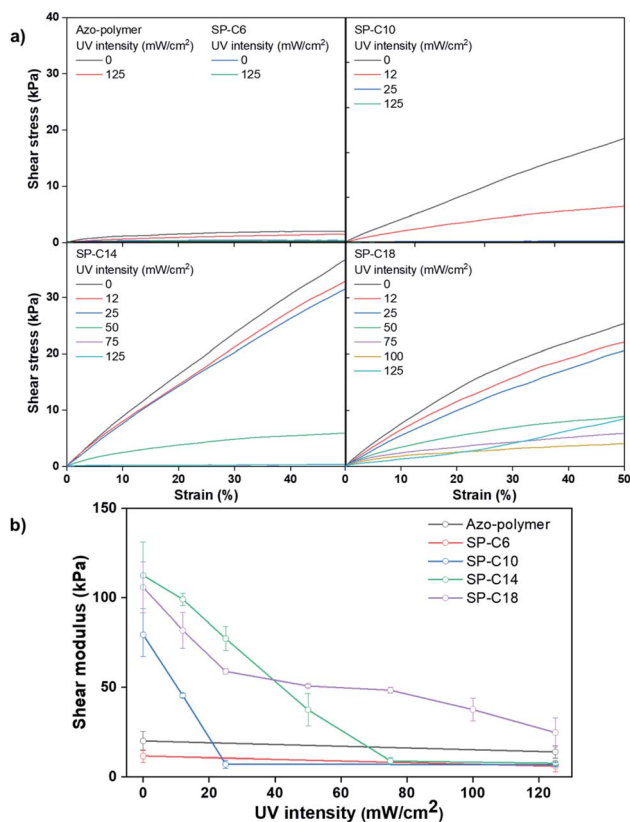 a)
Azo-polymer
UV intensity (mW/cm²)
0
125
SP-C6
UV intensity (mW/cm²)
0
125
SP-C10
UV intensity (mW/cm²)
0
12
25
125
40
30
20
10
0
Shear stress (kPa)
SP-C14
UV intensity (mW/cm²)
0
12
25
50
75
125
SP-C18
UV intensity (mW/cm²)
0
12
25
50
75
100
125
30
20
10
0
Shear stress (kPa)
0 10 20 30 40 0 10 20 30 40 50
Strain (%) Strain (%)
b)
150
100
50
0
Shear modulus (kPa)
Azo-polymer
SP-C6
SP-C10
SP-C14
SP-C18
0 20 40 60 80 100 120
UV intensity (mW/cm²)